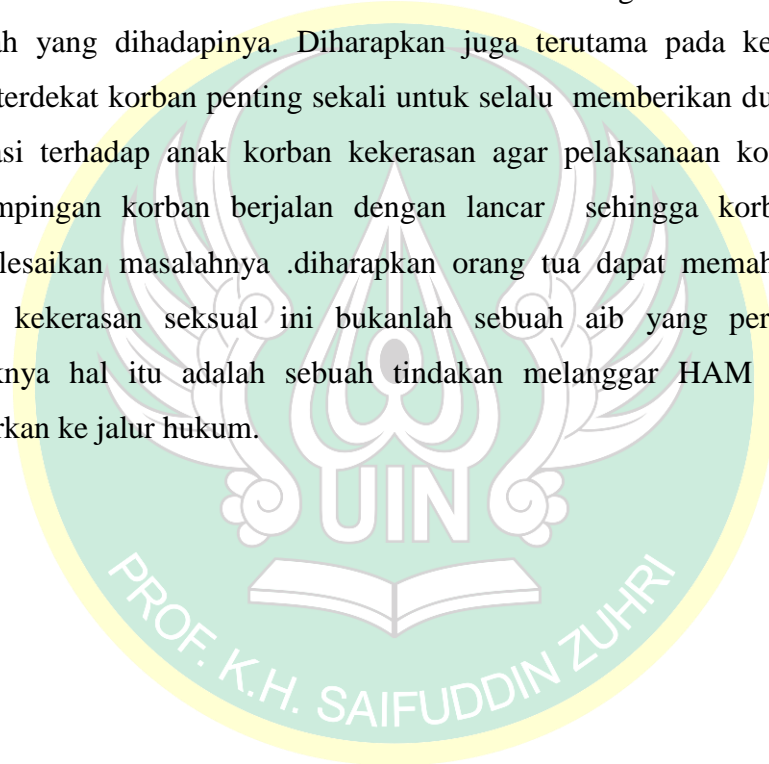 ah yang dihadapinya. Diharapkan juga terutama pada ke
terdekat korban penting sekali untuk selalu memberikan du
asi terhadap anak korban kekerasan agar pelaksanaan ko
mpingan korban berjalan dengan lancar sehingga korb
lesaikan masalahnya .diharapkan orang tua dapat memah
kekerasan seksual ini bukanlah sebuah aib yang per
knya hal itu adalah sebuah tindakan melanggar HAM
rkan ke jalur hukum.
UIN
PROF. K.H. SAIFUDDIN ZUHRI